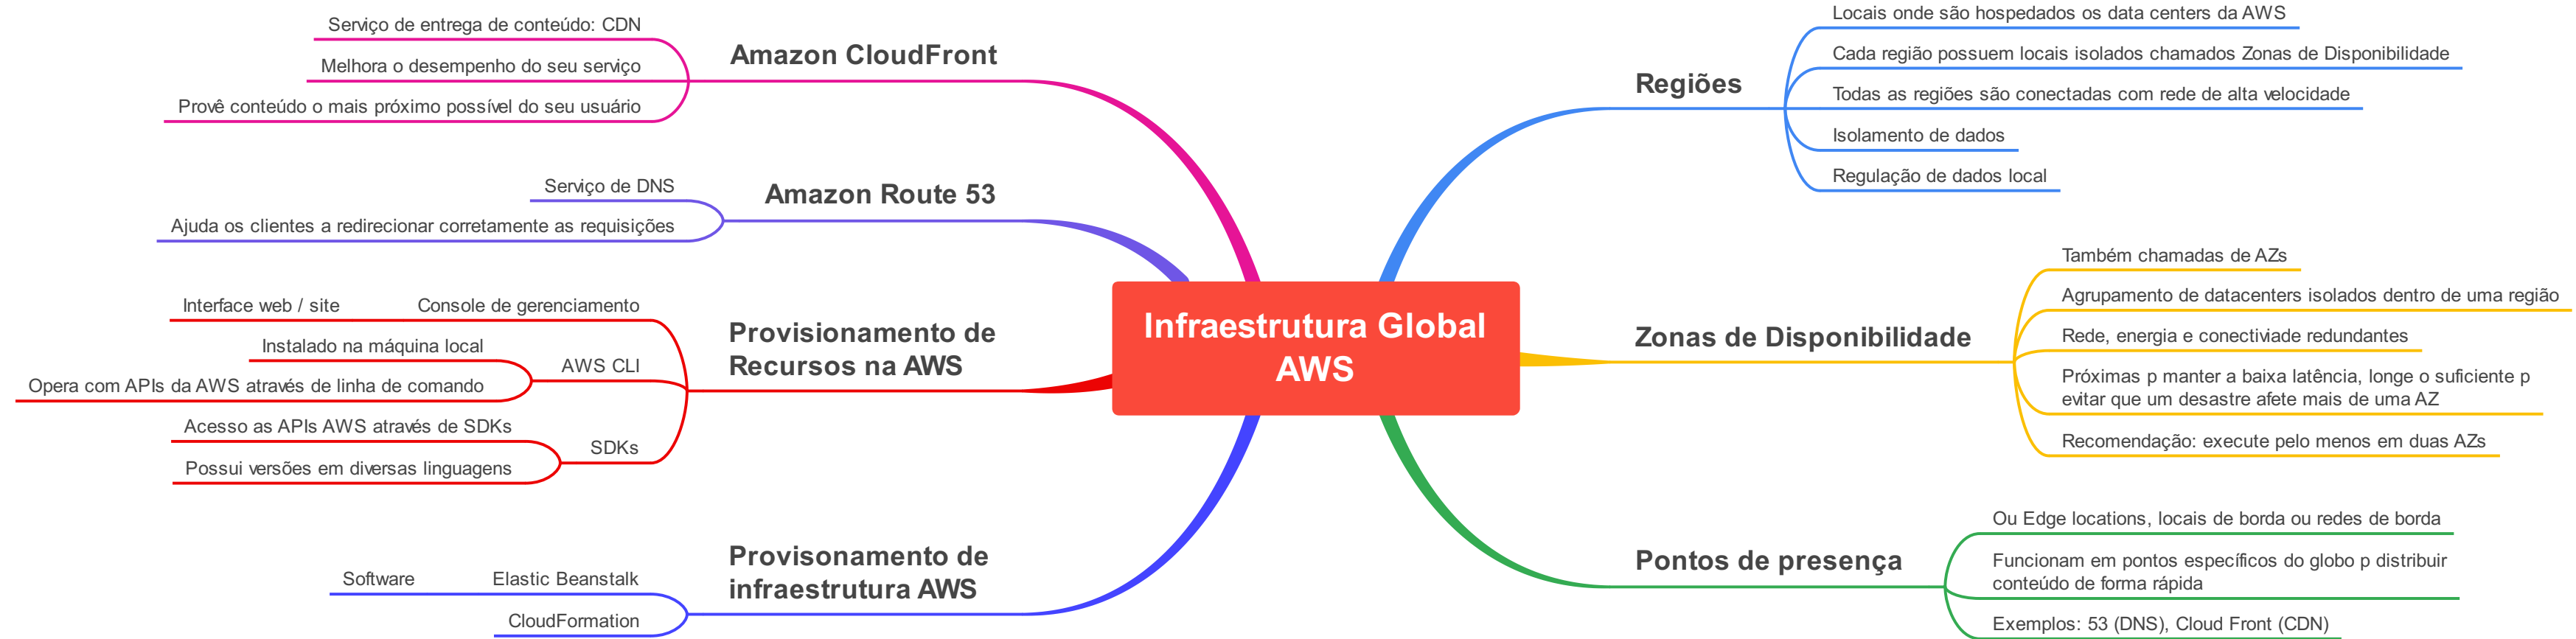 Infraestrutura Global
AWS
Regiões
Locais onde são hospedados os data centers da AWS
Cada região possuem locais isolados chamados Zonas de Disponibilidade
Todas as regiões são conectadas com rede de alta velocidade
Isolamento de dados
Regulação de dados local
Zonas de Disponibilidade
Também chamadas de AZs
Agrupamento de datacenters isolados dentro de uma região
Rede, energia e conectiviade redundantes
Próximas p manter a baixa latência, longe o suficiente p
evitar que um desastre afete mais de uma AZ
Recomendação: execute pelo menos em duas AZs
Pontos de presença
Ou Edge locations, locais de borda ou redes de borda
Funcionam em pontos específicos do globo p distribuir
conteúdo de forma rápida
Exemplos: 53 (DNS), Cloud Front (CDN)
Amazon CloudFront
Serviço de entrega de conteúdo: CDN
Melhora o desempenho do seu serviço
Provê conteúdo o mais próximo possível do seu usuário
Amazon Route 53
Serviço de DNS
Ajuda os clientes a redirecionar corretamente as requisições
Provisionamento de
Recursos na AWS
Console de gerenciamento
Interface web / site
AWS CLI
Instalado na máquina local
Opera com APIs da AWS através de linha de comando
SDKs
Acesso as APIs AWS através de SDKs
Possui versões em diversas linguagens
Provisonamento de
infraestrutura AWS
Elastic Beanstalk
Software
CloudFormation